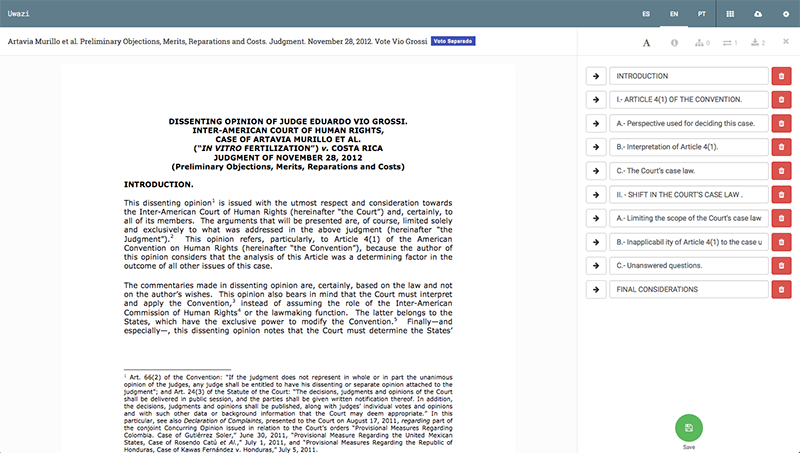 Uwazi
ES EN PT
Artavia Murillo et al. Preliminary Objections, Merits, Reparations and Costs. Judgment. November 28, 2012. Vote Vio Grossi Voto Separado
A 0 1 2
DISSENTING OPINION OF JUDGE EDUARDO VIO GROSSI.
INTER-AMERICAN COURT OF HUMAN RIGHTS,
CASE OF ARTAVIA MURILLO ET AL.
("IN VITRO FERTILIZATION") v. COSTA RICA
JUDGMENT OF NOVEMBER 28, 2012
(Preliminary Objections, Merits, Reparations and Costs)
INTRODUCTION.
This dissenting opinion1 is issued with the utmost respect and consideration towards
the Inter-American Court of Human Rights (hereinafter "the Court") and, certainly, to
all of its members. The arguments that will be presented are, of course, limited solely
and exclusively to what was addressed in the above judgment (hereinafter "the
Judgment").2 This opinion refers, particularly, to Article 4(1) of the American
Convention on Human Rights (hereinafter "the Convention"), because the author of
this opinion considers that the analysis of this Article was a determining factor in the
outcome of all other issues of this case.
The commentaries made in dissenting opinion are, certainly, based on the law and not
on the author's wishes. This opinion also bears in mind that the Court must interpret
and apply the Convention,3 instead of assuming the role of the Inter-American
Commission of Human Rights4 or the lawmaking function. The latter belongs to the
States, which have the exclusive power to modify the Convention.5 Finally—and
especially—, this dissenting opinion notes that the Court must determine the States'
1 Art. 66(2) of the Convention: "If the judgment does not represent in whole or in part the unanimous
opinion of the judges, any judge shall be entitled to have his dissenting or separate opinion attached to the
judgment"; and Art. 24(3) of the Statute of the Court: "The decisions, judgments and opinions of the Court
shall be delivered in public session, and the parties shall be given written notification thereof. In addition,
the decisions, judgments and opinions shall be published, along with judges' individual votes and opinions
and with such other data or background information that the Court may deem appropriate." In this
particular, see also Declaration of Complaints, presented to the Court on August 17, 2011, regarding part of
the conjoint Concurring Opinion issued in relation to the Court's orders "Provisional Measures Regarding
Colombia. Case of Gutiérrez Soler," June 30, 2011, "Provisional Measure Regarding the United Mexican
States, Case of Rosendo Catú et Al.," July 1, 2011, and "Provisional Measures Regarding the Republic of
Honduras, Case of Kawas Fernández v. Honduras," July 5, 2011.
INTRODUCTION
I.- ARTICLE 4(1) OF THE CONVENTION.
A.- Perspective used for deciding this case.
B.- Interpretation of Article 4(1).
C.- The Court's case law.
II. - SHIFT IN THE COURT'S CASE LAW .
A.- Limiting the scope of the Court's case law
B.- Inapplicabil ity of Article 4(1) to the case u
C.- Unanswered questions.
FINAL CONSIDERATIONS
Save